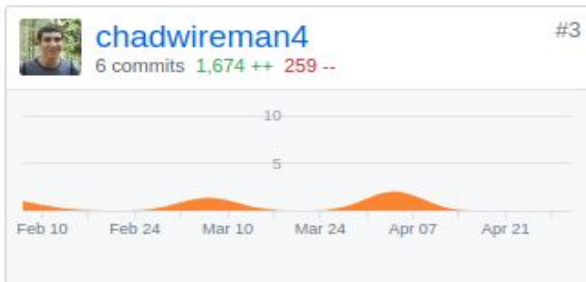 chadwireman4 #3
6 commits 1,674 ++ 259 --
10
5
Feb 10 Feb 24 Mar 10 Mar 24 Apr 07 Apr 21